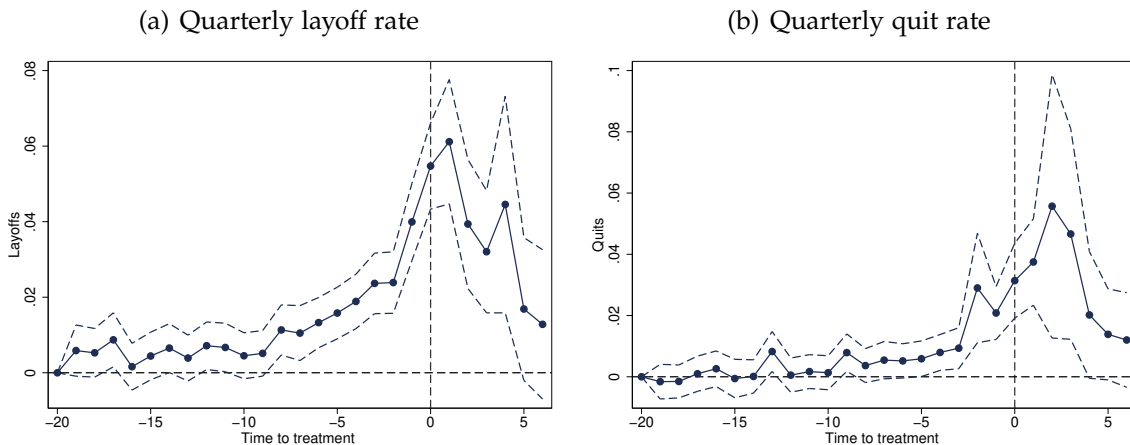 (a) Quarterly layoff rate
.08
.06
.04
.02
0
Layoffs
−20 −15 −10 −5 0 5
Time to treatment
(b) Quarterly quit rate
.1
.08
.06
.04
.02
0
Quits
−20 −15 −10 −5 0 5
Time to treatment